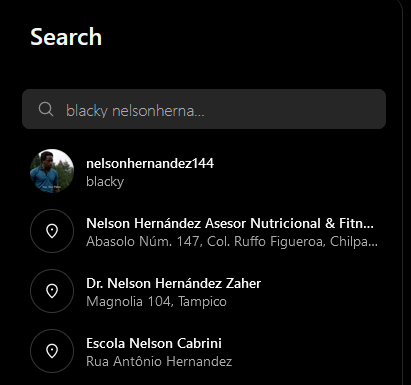 Search
blacky nelsonherna...
nelsonhernandez144
blacky
Nelson Hernández Asesor Nutricional & Fitn...
Abasolo Núm. 147, Col. Ruffo Figueroa, Chilpa...
Dr. Nelson Hernández Zaher
Magnolia 104, Tampico
Escola Nelson Cabrini
Rua Antônio Hernandez